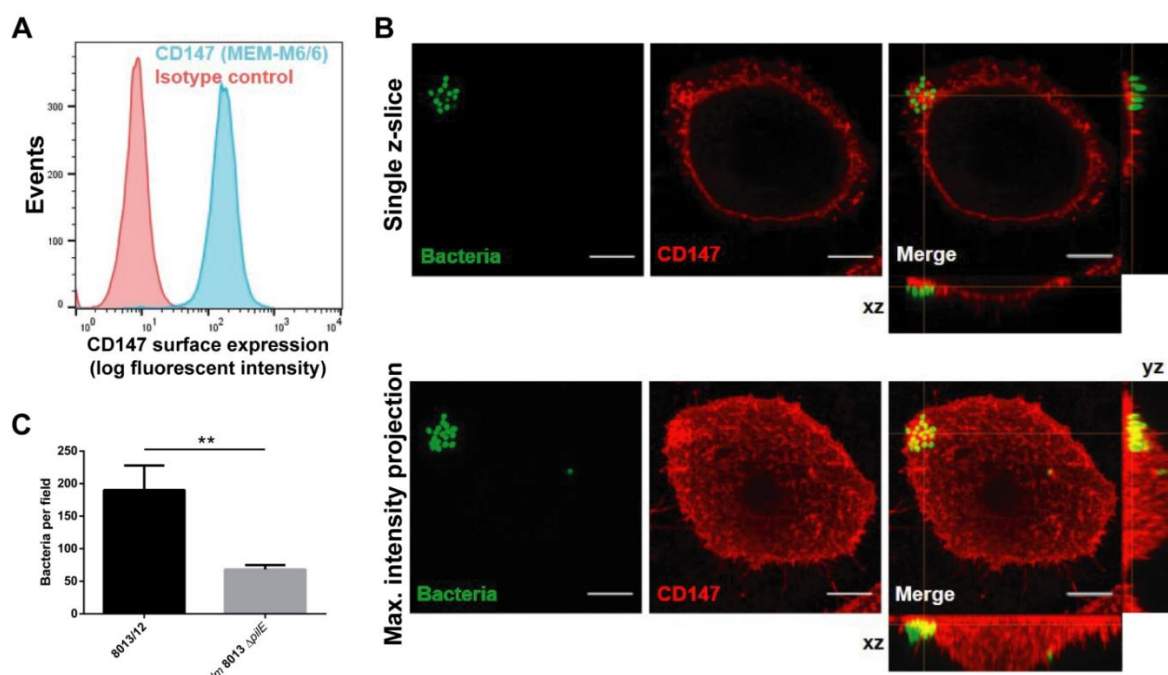 A
CD147 (MEM-M6/6)
Isotype control
Events
300
200
100
0
10^0 10^1 10^2 10^3 10^4
CD147 surface expression
(log fluorescent intensity)
B
Single z-slice
Bacteria
CD147
Merge
xz
Max. intensity projection
yz
Bacteria
CD147
Merge
xz
C
**
Bacteria per field
250
200
150
100
50
0
8013/12
8013 ΔpilE